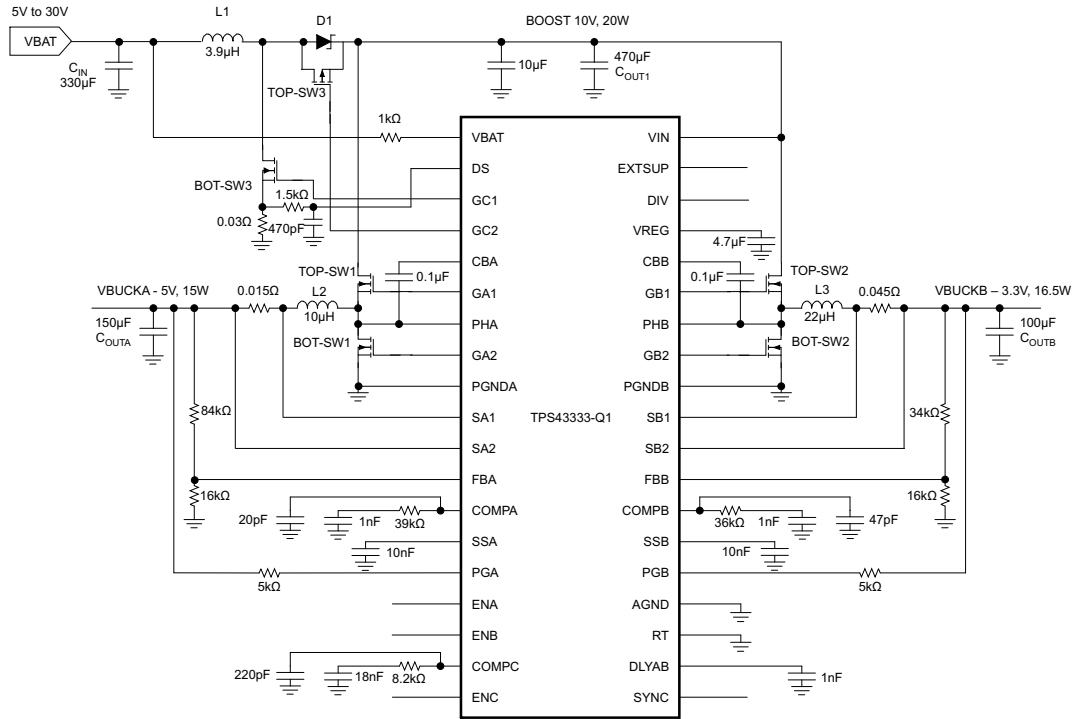 5V to 30V
VBAT
L1
3.9µH
D1
BOOST 10V, 20W
CIN
330µF
TOP-SW3
10µF
470µF
COUT1
1kΩ
BOT-SW3
1.5kΩ
0.03Ω
470pF
VBAT
DS
GC1
GC2
CBA
GA1
PHA
GA2
PGNDA
SA1
SA2
FBA
COMPA
SSA
PGA
ENA
ENB
COMPC
ENC
TPS43333-Q1
VIN
EXTSUP
DIV
VREG
CBB
GB1
PHB
GB2
PGNDB
SB1
SB2
FBB
COMPB
SSB
PGB
AGND
RT
DLYAB
SYNC
TOP-SW1
0.1µF
VBUCKA - 5V, 15W
0.015Ω
L2
10µH
150µF
COUTA
BOT-SW1
84kΩ
16kΩ
20pF
1nF
39kΩ
10nF
5kΩ
220pF
18nF
8.2kΩ
4.7µF
0.1µF
TOP-SW2
L3
22µH
0.045Ω
VBUCKB – 3.3V, 16.5W
100µF
COUTB
BOT-SW2
34kΩ
16kΩ
36kΩ
1nF
47pF
10nF
5kΩ
1nF